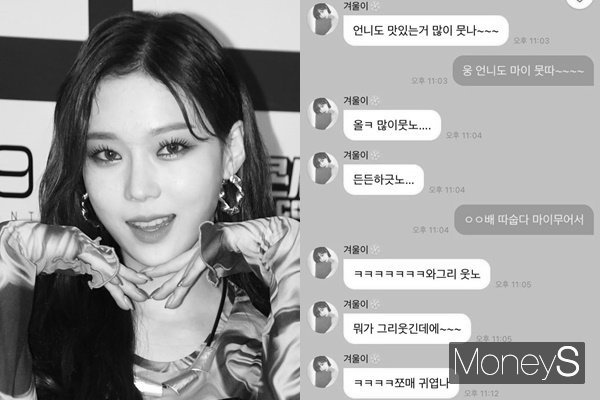 9
NT
겨울이
언니도 맛있는거 많이 뭇나~~~
오후 11:03
웅 언니도 마이 뭇따~~~~
오후 11:03
겨울이
올ㅋ 많이뭇노....
오후 11:04
겨울이
든든하긋노...
오후 11:04
ㅇㅇ배 따숩다 마이무어서
오후 11:04
겨울이
ㅋㅋㅋㅋㅋㅋㅋ와그리 웃노
오후 11:05
겨울이
뭐가 그리웃긴데에~~~
오후 11:05
겨울이
ㅋㅋㅋㅋ쪼매 귀엽나
오후 11:12
MoneyS